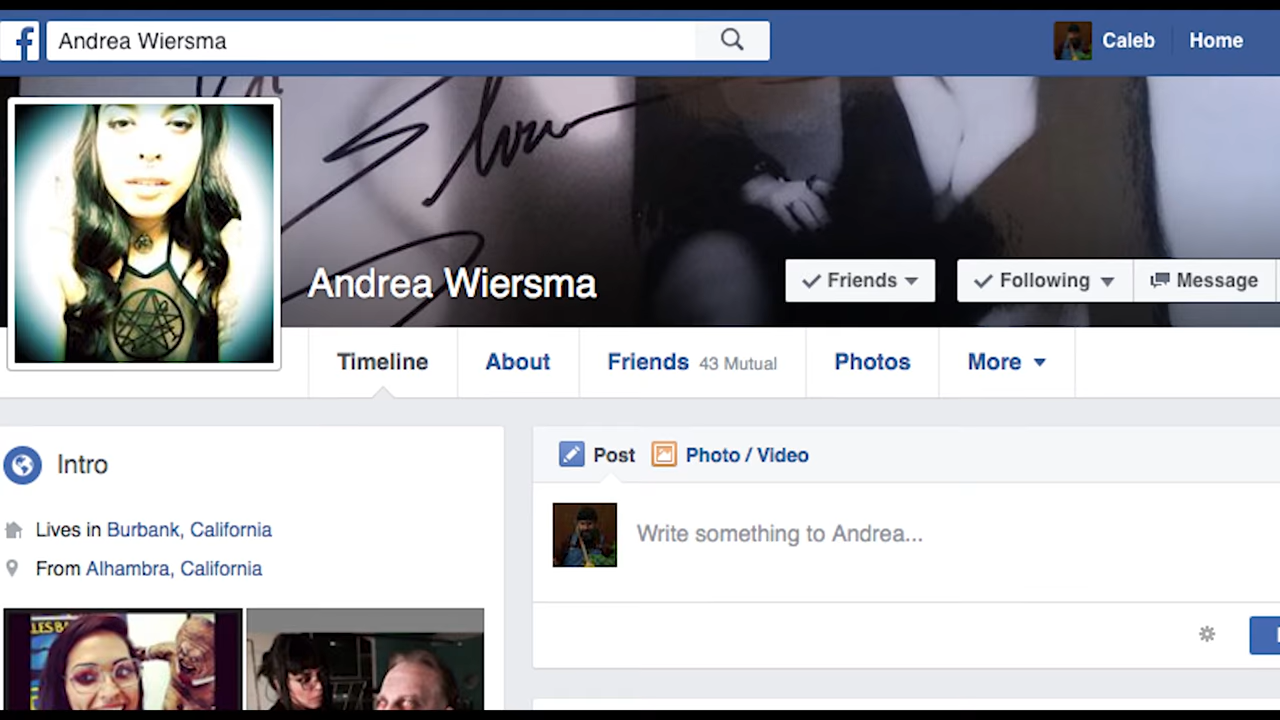 f Andrea Wiersma Caleb Home
Andrea Wiersma
Friends Following Message
Timeline About Friends 43 Mutual Photos More
Intro
Post Photo / Video
Lives in Burbank, California
Write something to Andrea...
From Alhambra, California